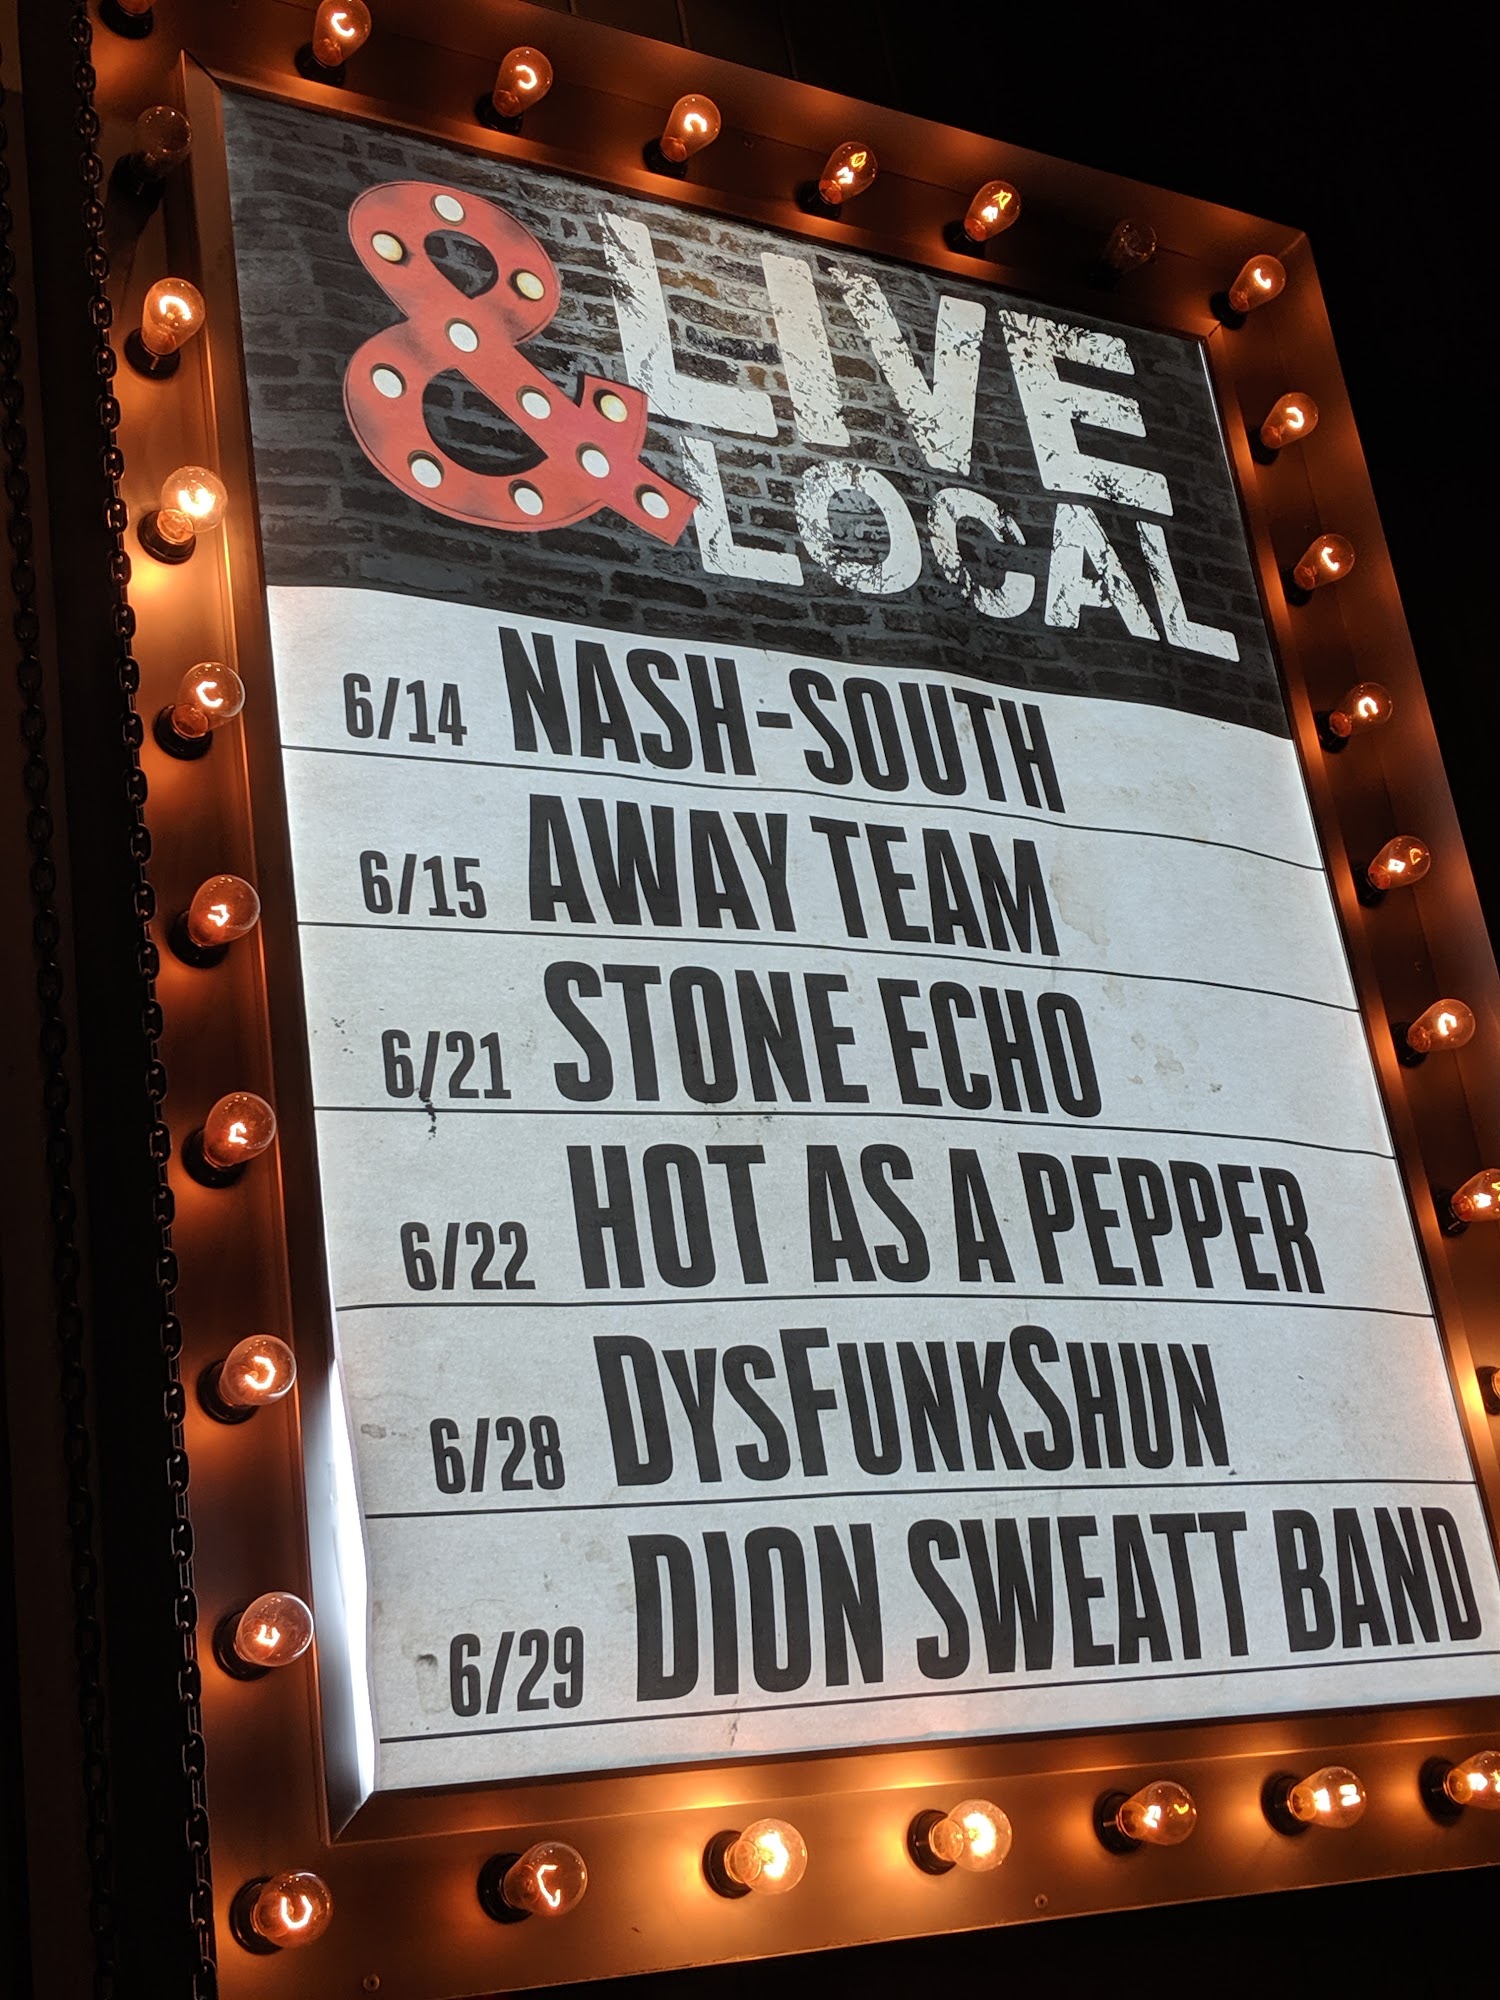 & LIVE
LOCAL
6/14 NASH-SOUTH
6/15 AWAY TEAM
6/21 STONE ECHO
6/22 HOT AS A PEPPER
6/28 DYSFUNKSHUN
6/29 DION SWEATT BAND